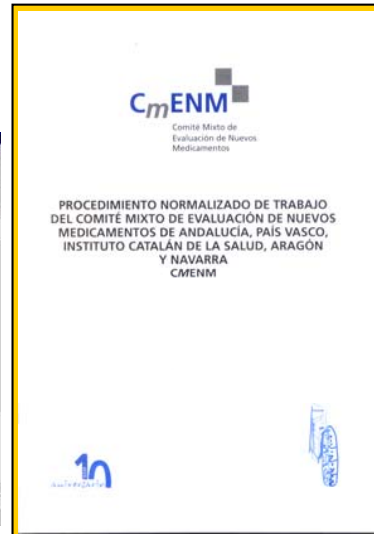 CmENM
Comité Mixto de
Evaluación de Nuevos
Medicamentos
PROCEDIMIENTO NORMALIZADO DE TRABAJO
DEL COMITÉ MIXTO DE EVALUACIÓN DE NUEVOS
MEDICAMENTOS DE ANDALUCÍA, PAÍS VASCO,
INSTITUTO CATALÁN DE LA SALUD, ARAGÓN
Y NAVARRA
CMENM
10
aniversario